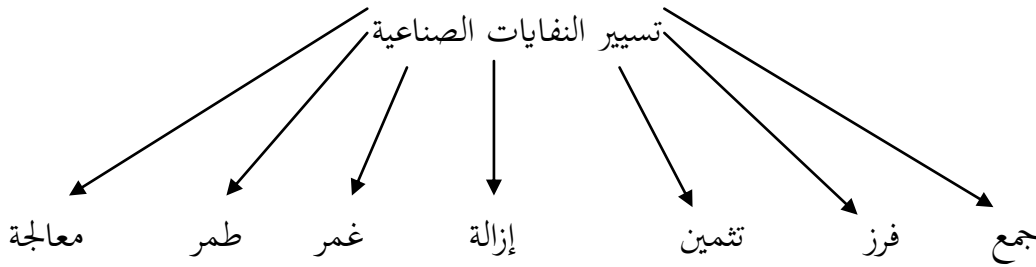 تسيير النفايات الصناعية
جمع فرز تثمين إزالة غمر طمر معالجة